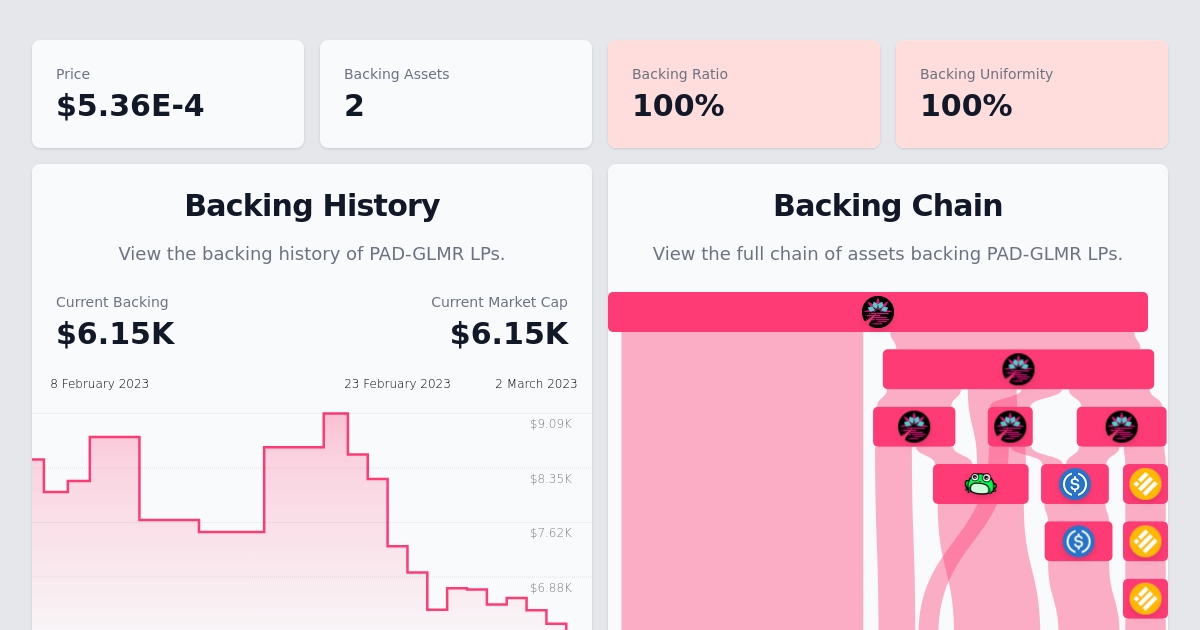 Price
$5.36E-4
Backing Assets
2
Backing Ratio
100%
Backing Uniformity
100%
Backing History
View the backing history of PAD-GLMR LPs.
Current Backing
$6.15K
Current Market Cap
$6.15K
8 February 2023
23 February 2023
2 March 2023
$9.09K
$8.35K
$7.62K
$6.88K
Backing Chain
View the full chain of assets backing PAD-GLMR LPs.